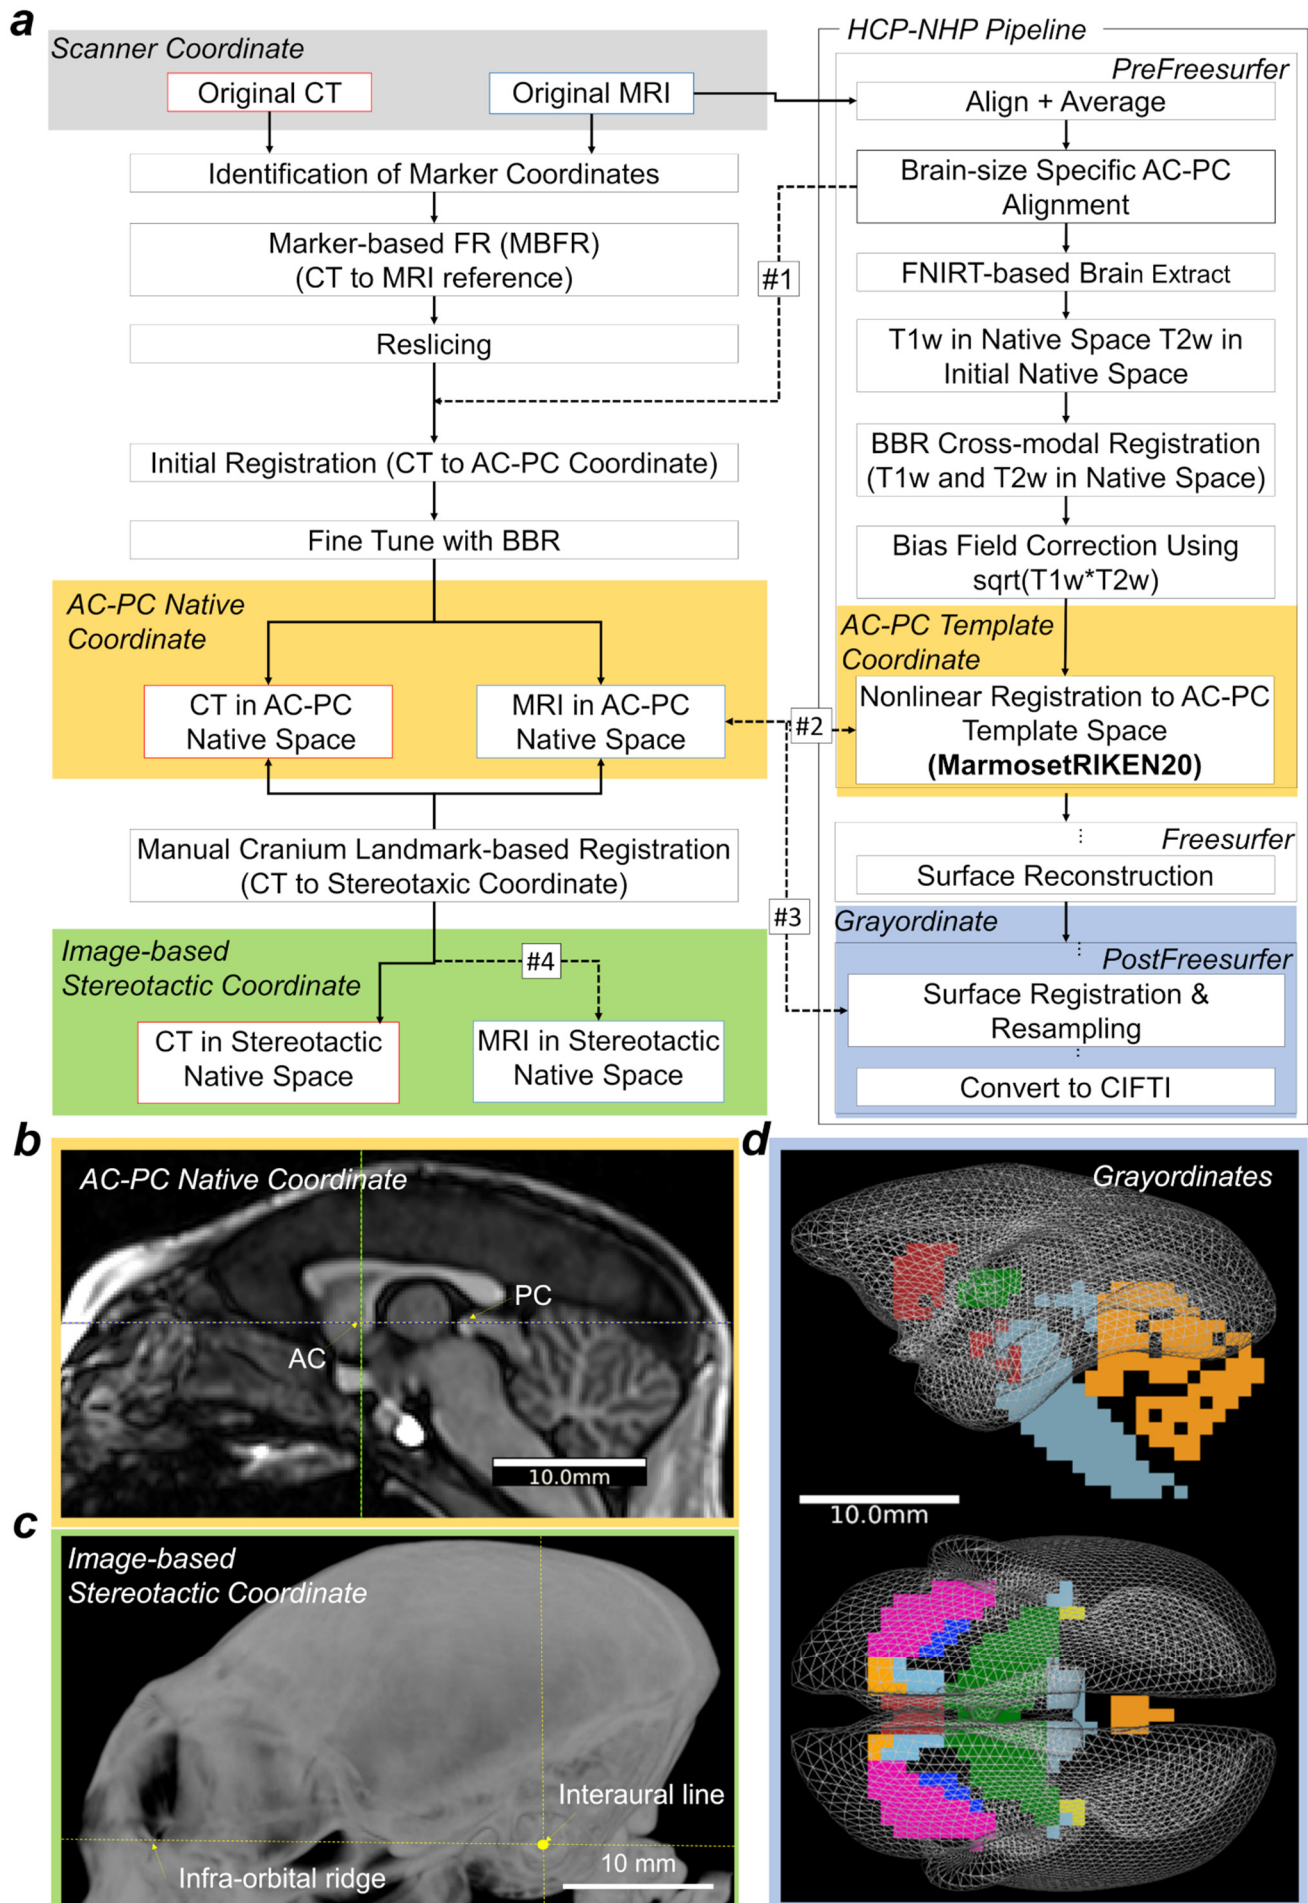 a
Scanner Coordinate
Original CT
Original MRI
Identification of Marker Coordinates
Marker-based FR (MBFR)
(CT to MRI reference)
Reslicing
#1
Initial Registration (CT to AC-PC Coordinate)
Fine Tune with BBR
AC-PC Native
Coordinate
CT in AC-PC
Native Space
MRI in AC-PC
Native Space
#2
Manual Cranium Landmark-based Registration
(CT to Stereotaxic Coordinate)
#3
Image-based
Stereotactic Coordinate
#4
CT in Stereotactic
Native Space
MRI in Stereotactic
Native Space
HCP-NHP Pipeline
PreFreesurfer
Align + Average
Brain-size Specific AC-PC
Alignment
FNIRT-based Brain Extract
T1w in Native Space T2w in
Initial Native Space
BBR Cross-modal Registration
(T1w and T2w in Native Space)
Bias Field Correction Using
sqrt(T1w*T2w)
AC-PC Template
Coordinate
Nonlinear Registration to AC-PC
Template Space
(MarmosetRIKEN20)
Freesurfer
Surface Reconstruction
Grayordinate
PostFreesurfer
Surface Registration &
Resampling
Convert to CIFTI
b
AC-PC Native Coordinate
PC
AC
10.0mm
c
Image-based
Stereotactic Coordinate
Interaural line
Infra-orbital ridge
10 mm
d
Grayordinates
10.0mm